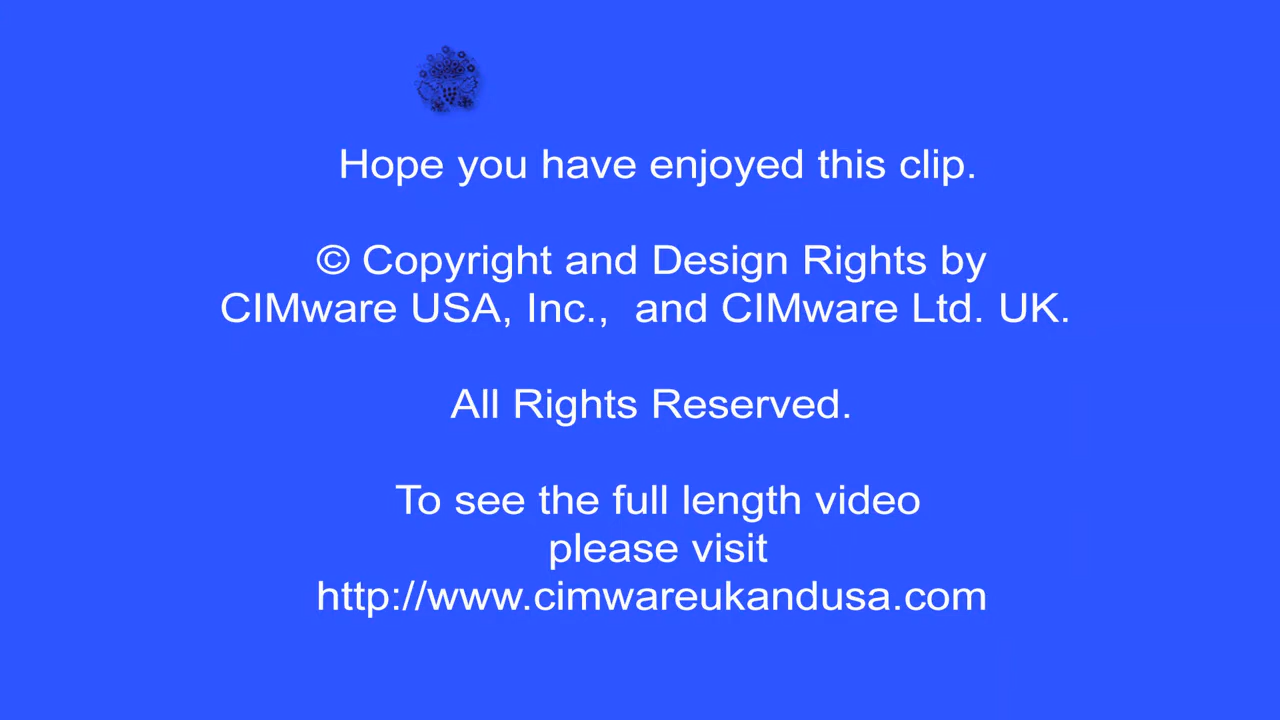 Hope you have enjoyed this clip.
© Copyright and Design Rights by
CIMware USA, Inc.,  and CIMware Ltd. UK.
All Rights Reserved.
To see the full length video
please visit
http://www.cimwareukandusa.com